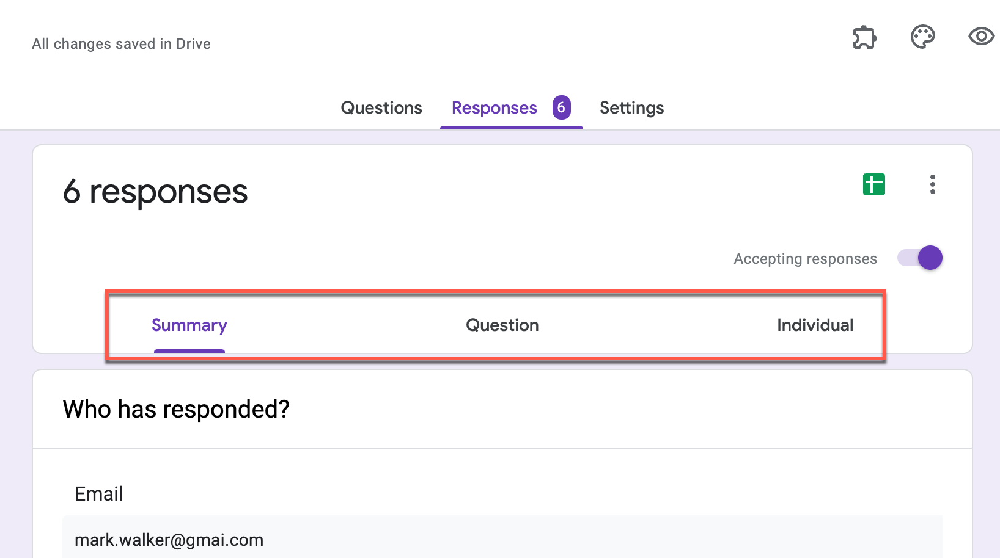 All changes saved in Drive
Questions Responses 6 Settings
6 responses
Accepting responses
Summary Question Individual
Who has responded?
Email
mark.walker@gmai.com